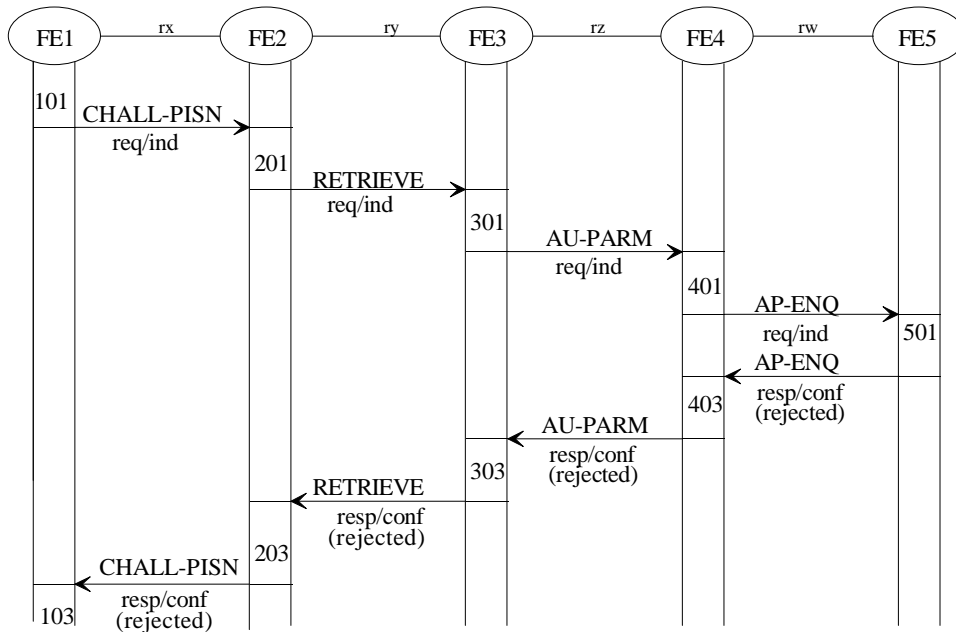 FE1 rx FE2 ry FE3 rz FE4 rw FE5
101
CHALL-PISN
req/ind
201
RETRIEVE
req/ind
301
AU-PARM
req/ind
401
AP-ENQ
req/ind
501
AP-ENQ
resp/conf
(rejected)
403
AU-PARM
resp/conf
(rejected)
303
RETRIEVE
resp/conf
(rejected)
203
CHALL-PISN
resp/conf
(rejected)
103